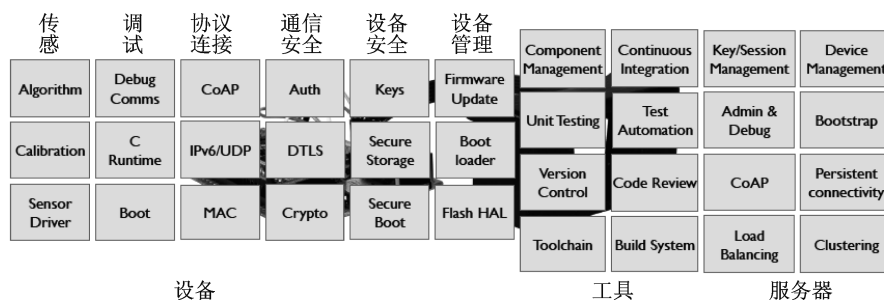 传
感
调
试
协议
连接
通信
安全
设备
安全
设备
管理
Algorithm
Debug
Comms
CoAP
Auth
Keys
Firmware
Update
Calibration
C
Runtime
IPv6/UDP
DTLS
Secure
Storage
Boot
loader
Sensor
Driver
Boot
MAC
Crypto
Secure
Boot
Flash HAL
设备
Component
Management
Continuous
Integration
Unit Testing
Test
Automation
Version
Control
Code Review
Toolchain
Build System
工具
Key/Session
Management
Device
Management
Admin &
Debug
Bootstrap
CoAP
Persistent
connectivity
Load
Balancing
Clustering
服务器